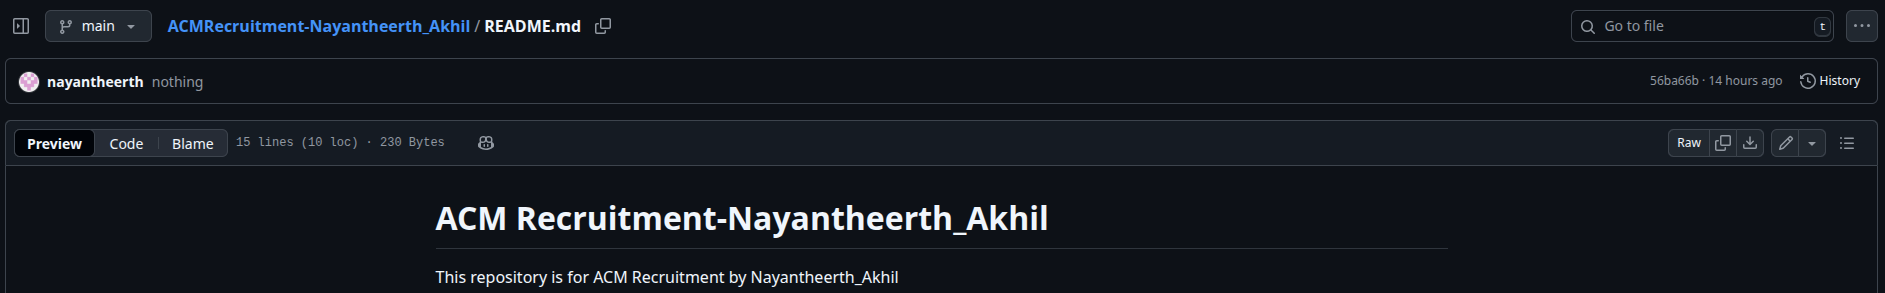 main ACMRecruitment-Nayantheerth_Akhil / README.md Go to file t
nayantheerth nothing 56ba66b · 14 hours ago History
Preview Code Blame 15 lines (10 loc) · 230 Bytes Raw
ACM Recruitment-Nayantheerth_Akhil
This repository is for ACM Recruitment by Nayantheerth_Akhil